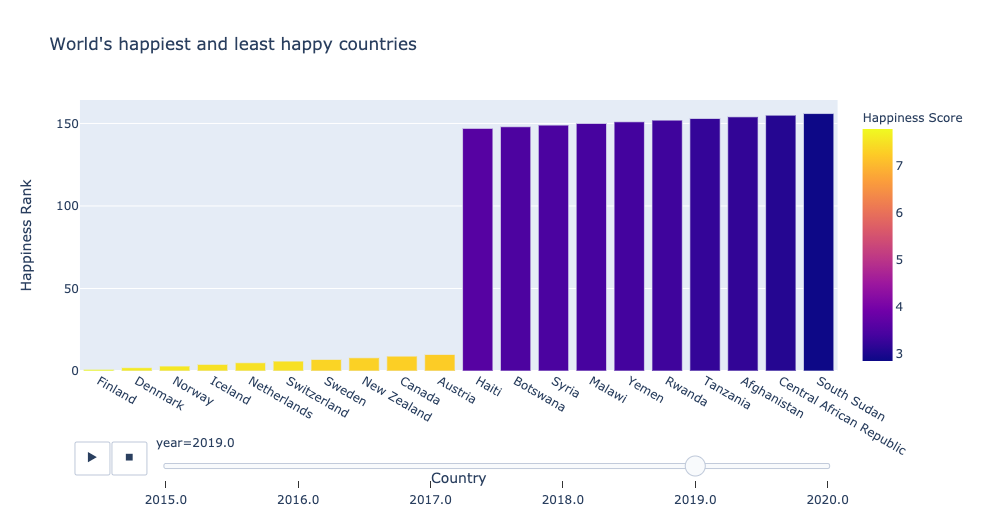 World's happiest and least happy countries
Happiness Score
Happiness Rank
150
100
50
0
7
6
5
4
3
Finland
Denmark
Norway
Iceland
Netherlands
Switzerland
Sweden
New Zealand
Canada
Austria
Haiti
Botswana
Syria
Malawi
Yemen
Rwanda
Tanzania
Afghanistan
Central African Republic
South Sudan
year=2019.0
Country
2015.0
2016.0
2017.0
2018.0
2019.0
2020.0